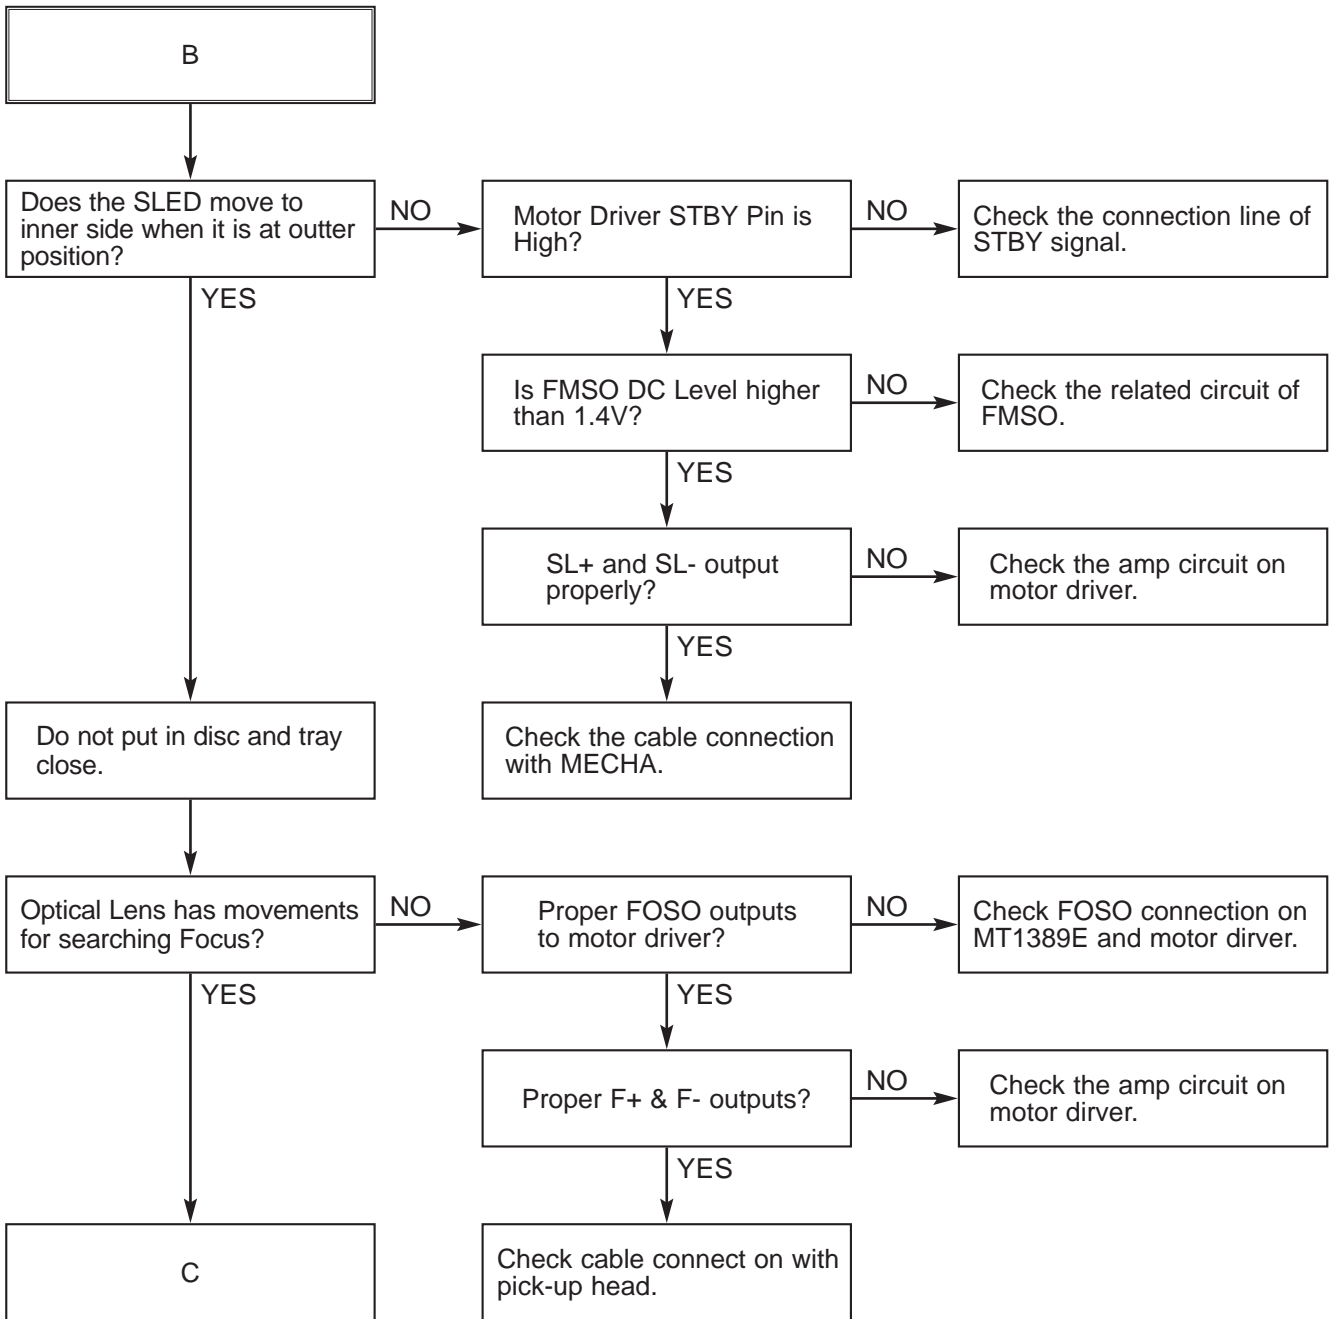 B
Does the SLED move to
inner side when it is at outter
position?
NO
Motor Driver STBY Pin is
High?
NO
Check the connection line of
STBY signal.
YES
YES
Is FMSO DC Level higher
than 1.4V?
NO
Check the related circuit of
FMSO.
YES
SL+ and SL- output
properly?
NO
Check the amp circuit on
motor driver.
YES
Do not put in disc and tray
close.
Check the cable connection
with MECHA.
Optical Lens has movements
for searching Focus?
NO
Proper FOSO outputs
to motor driver?
NO
Check FOSO connection on
MT1389E and motor dirver.
YES
YES
Proper F+ & F- outputs?
NO
Check the amp circuit on
motor dirver.
YES
C
Check cable connect on with
pick-up head.